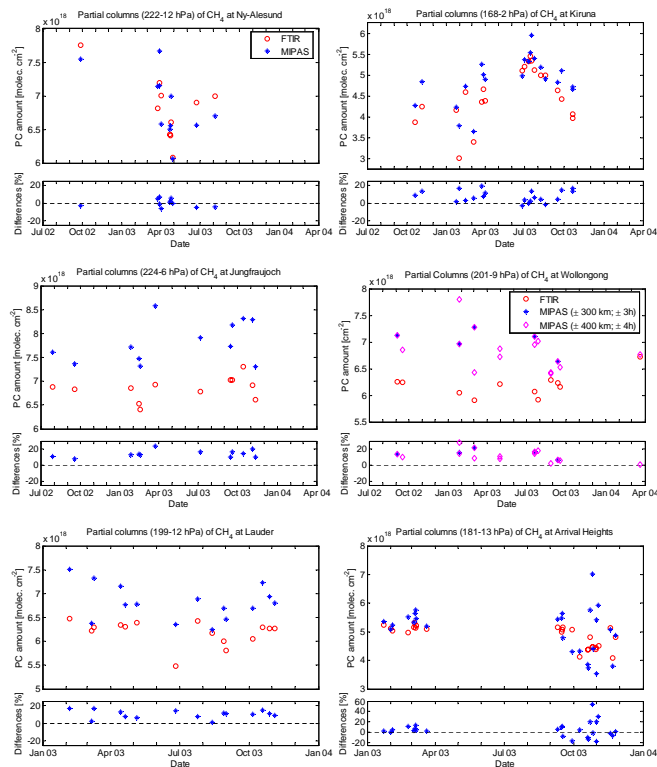 Partial columns (222-12 hPa) of CH4 at Ny-Alesund
x 10^18
PC amount [molec. cm^-2]
8
7.5
7
6.5
6
FTIR
MIPAS
Differences [%]
20
0
-20
Jul 02 Oct 02 Jan 03 Apr 03 Jul 03 Oct 03 Jan 04 Apr 04
Date
Partial columns (168-2 hPa) of CH4 at Kiruna
x 10^18
PC amount [molec. cm^-2]
6
5.5
5
4.5
4
3.5
3
Differences [%]
20
0
-20
Jul 02 Oct 02 Jan 03 Apr 03 Jul 03 Oct 03 Jan 04 Apr 04
Date
Partial columns (224-6 hPa) of CH4 at Jungfraujoch
x 10^18
PC amount [molec. cm^-2]
9
8.5
8
7.5
7
6.5
6
Differences [%]
20
0
-20
Jul 02 Oct 02 Jan 03 Apr 03 Jul 03 Oct 03 Jan 04 Apr 04
Date
Partial Columns (201-9 hPa) of CH4 at Wollongong
x 10^18
PC amount [cm^-2]
8
7.5
7
6.5
6
5.5
FTIR
MIPAS (± 300 km; ± 3h)
MIPAS (± 400 km; ± 4h)
Differences [%]
20
0
-20
Jul 02 Oct 02 Jan 03 Apr 03 Jul 03 Oct 03 Jan 04 Apr 04
Date
Partial columns (199-12 hPa) of CH4 at Lauder
x 10^18
PC amount [molec. cm^-2]
8
7.5
7
6.5
6
5.5
5
Differences [%]
20
0
Jan 03 Apr 03 Jul 03 Oct 03 Jan 04
Date
Partial columns (181-13 hPa) of CH4 at Arrival Heights
x 10^18
PC amount [molec. cm^-2]
8
7
6
5
4
3
Differences [%]
60
40
20
0
-20
Jan 03 Apr 03 Jul 03 Oct 03 Jan 04
Date